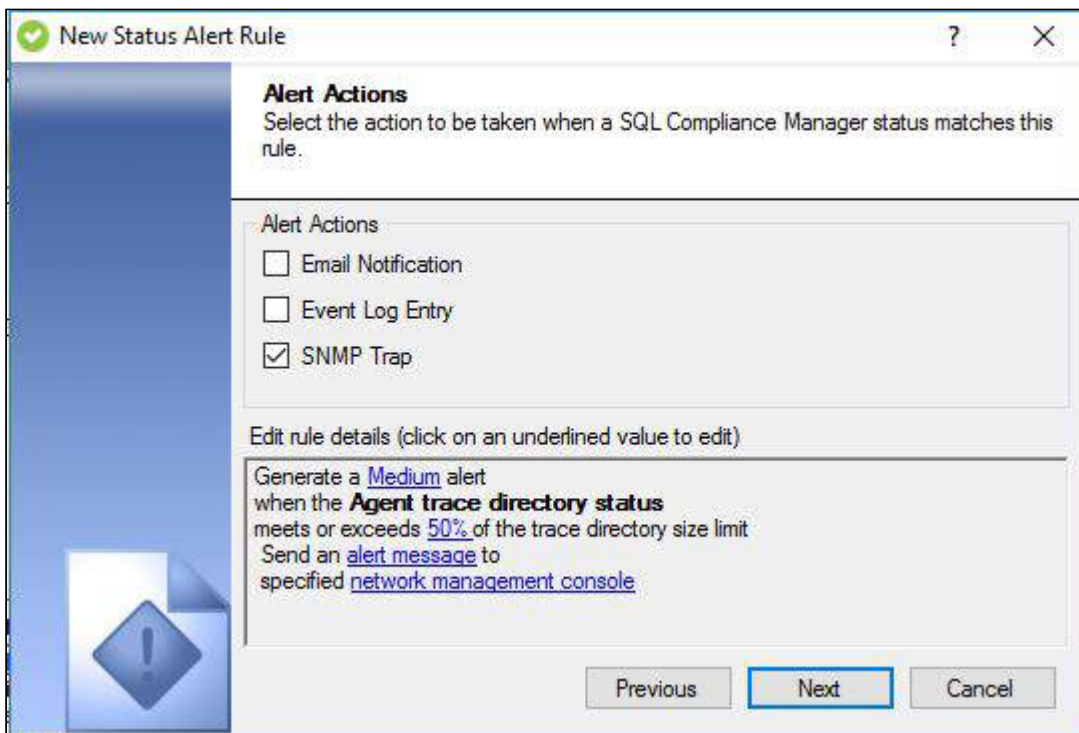 New Status Alert Rule
?
Alert Actions
Select the action to be taken when a SQL Compliance Manager status matches this
rule.
Alert Actions
Email Notification
Event Log Entry
SNMP Trap
Edit rule details (click on an underlined value to edit)
Generate a Medium alert
when the Agent trace directory status
meets or exceeds 50% of the trace directory size limit
Send an alert message to
specified network management console
Previous
Next
Cancel